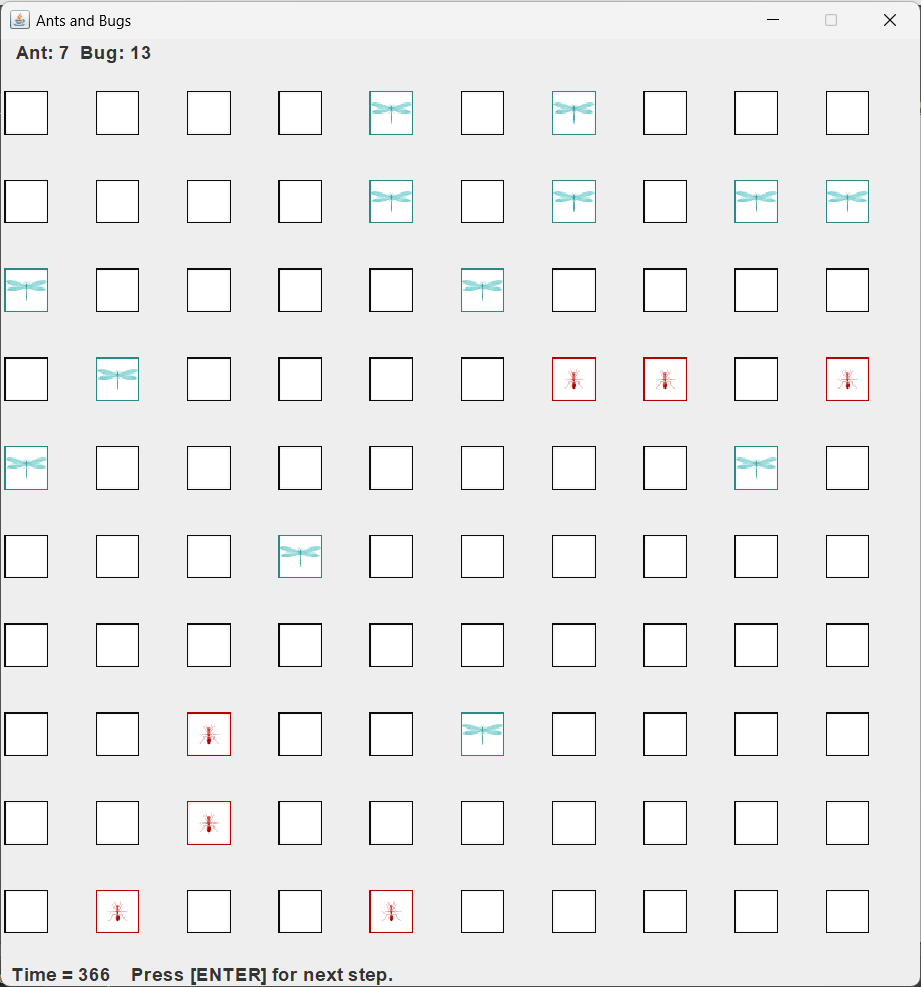 Ants and Bugs
Ant: 7  Bug: 13
Time = 366    Press [ENTER] for next step.